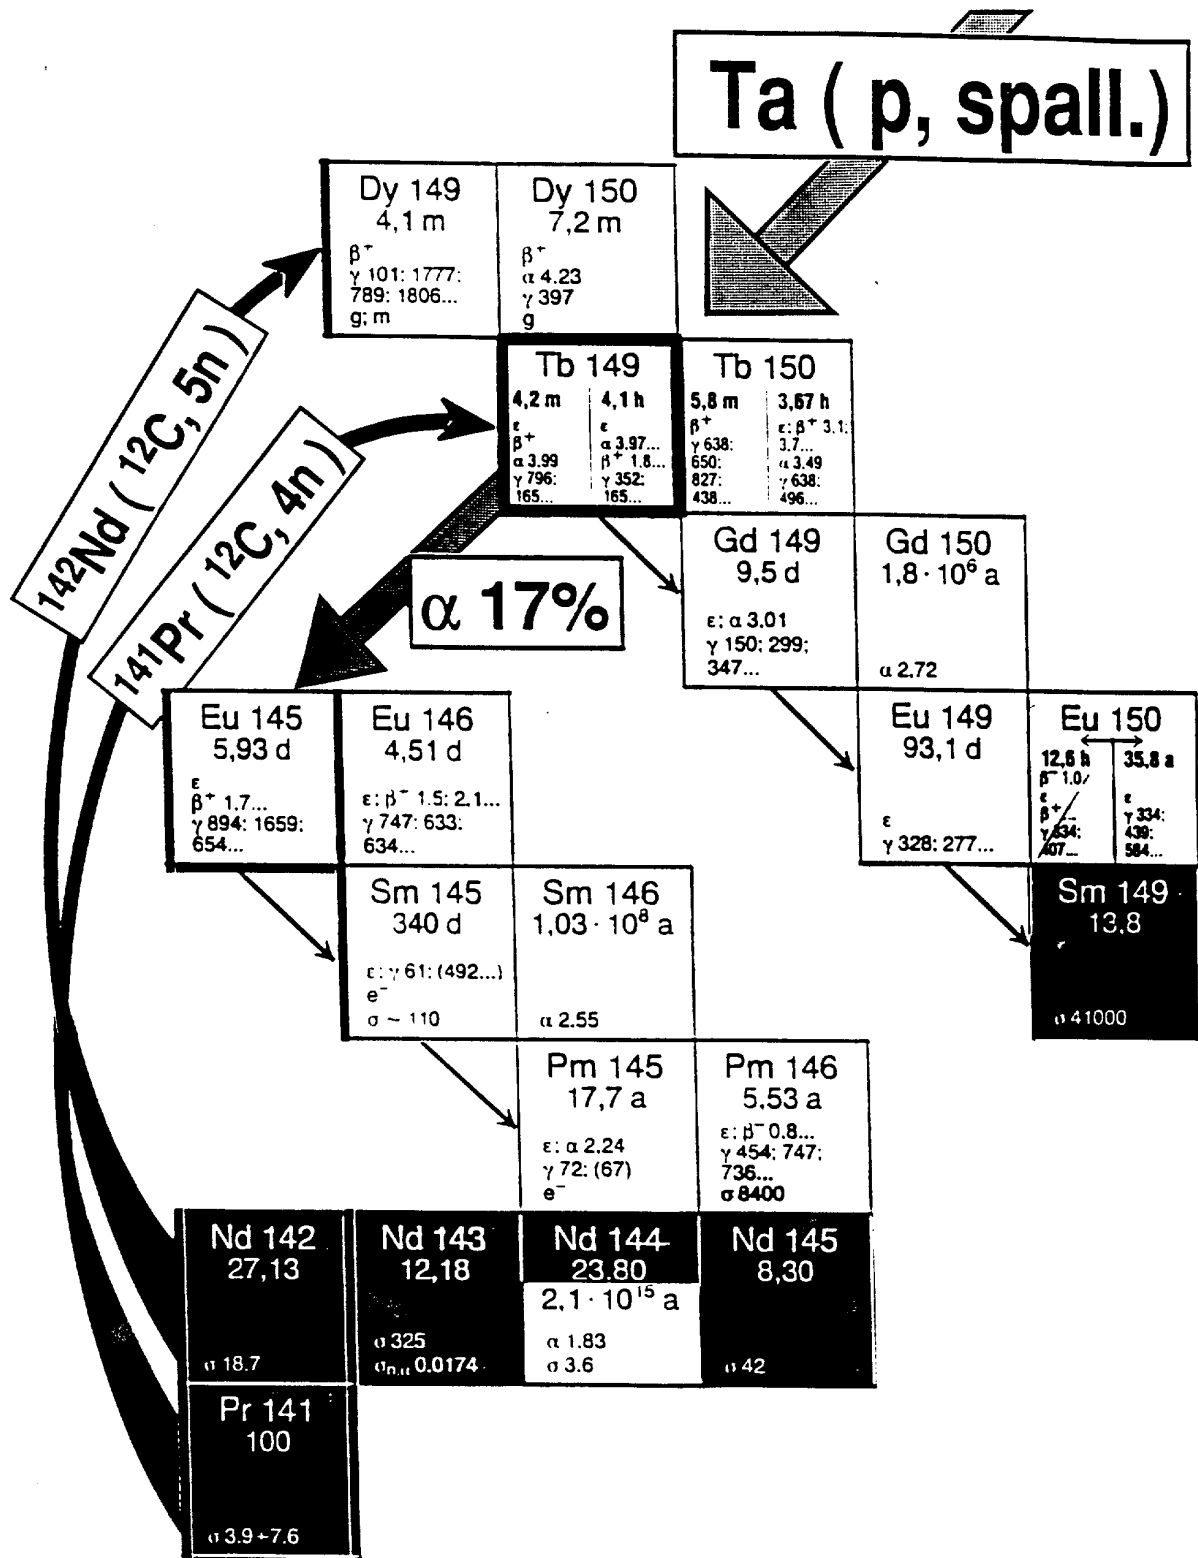 Ta ( p, spall.)
Dy 149
4,1 m
β⁺
γ 101; 1777;
789; 1806...
g; m
Dy 150
7,2 m
β⁺
α 4.23
γ 397
g
¹⁴²Nd ( ¹²C, 5n )
¹⁴¹Pr ( ¹²C, 4n )
Tb 149
4,2 m
ε
β⁺
α 3.99
γ 796;
165...
4,1 h
ε
α 3.97...
β⁺ 1.8...
γ 352;
165...
Tb 150
5,8 m
β⁺
γ 638;
650;
827;
438...
3,67 h
ε; β⁺ 3.1;
3.7...
α 3.49
γ 638;
496...
α 17%
Gd 149
9,5 d
ε; α 3.01
γ 150; 299;
347...
Gd 150
1,8 · 10⁶ a
α 2.72
Eu 145
5,93 d
ε
β⁺ 1.7...
γ 894; 1659;
654...
Eu 146
4,51 d
ε; β⁺ 1.5; 2.1...
γ 747; 633;
634...
Eu 149
93,1 d
ε
γ 328; 277...
Eu 150
12,6 h
β⁻ 1.0
ε
β⁺...
γ 334;
407...
35,8 a
ε
γ 334;
439;
584...
Sm 145
340 d
ε; γ 61; (492...)
e⁻
σ ~ 110
Sm 146
1,03 · 10⁸ a
α 2.55
Sm 149
13,8
σ 41000
Pm 145
17,7 a
ε; α 2.24
γ 72; (67)
e⁻
Pm 146
5,53 a
ε; β⁻ 0.8...
γ 454; 747;
736...
σ 8400
Nd 142
27,13
σ 18.7
Nd 143
12,18
σ 325
σn,α 0.0174
Nd 144
23.80
2,1 · 10¹⁵ a
α 1.83
σ 3.6
Nd 145
8,30
σ 42
Pr 141
100
σ 3.9+7.6